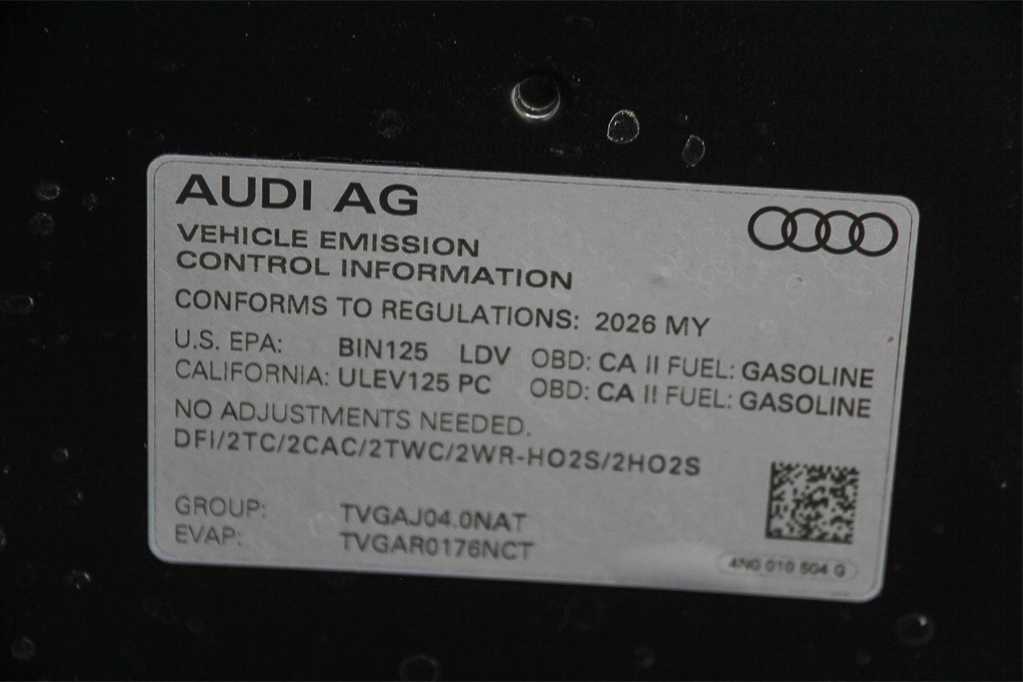 AUDI AG
VEHICLE EMISSION
CONTROL INFORMATION
CONFORMS TO REGULATIONS: 2026 MY
U.S. EPA: BIN125 LDV OBD: CA II FUEL: GASOLINE
CALIFORNIA: ULEV125 PC OBD: CA II FUEL: GASOLINE
NO ADJUSTMENTS NEEDED.
DFI/2TC/2CAC/2TWC/2WR-HO2S/2HO2S
GROUP: TVGAJ04.0NAT
EVAP: TVGAR0176NCT
4N0 010 504 G